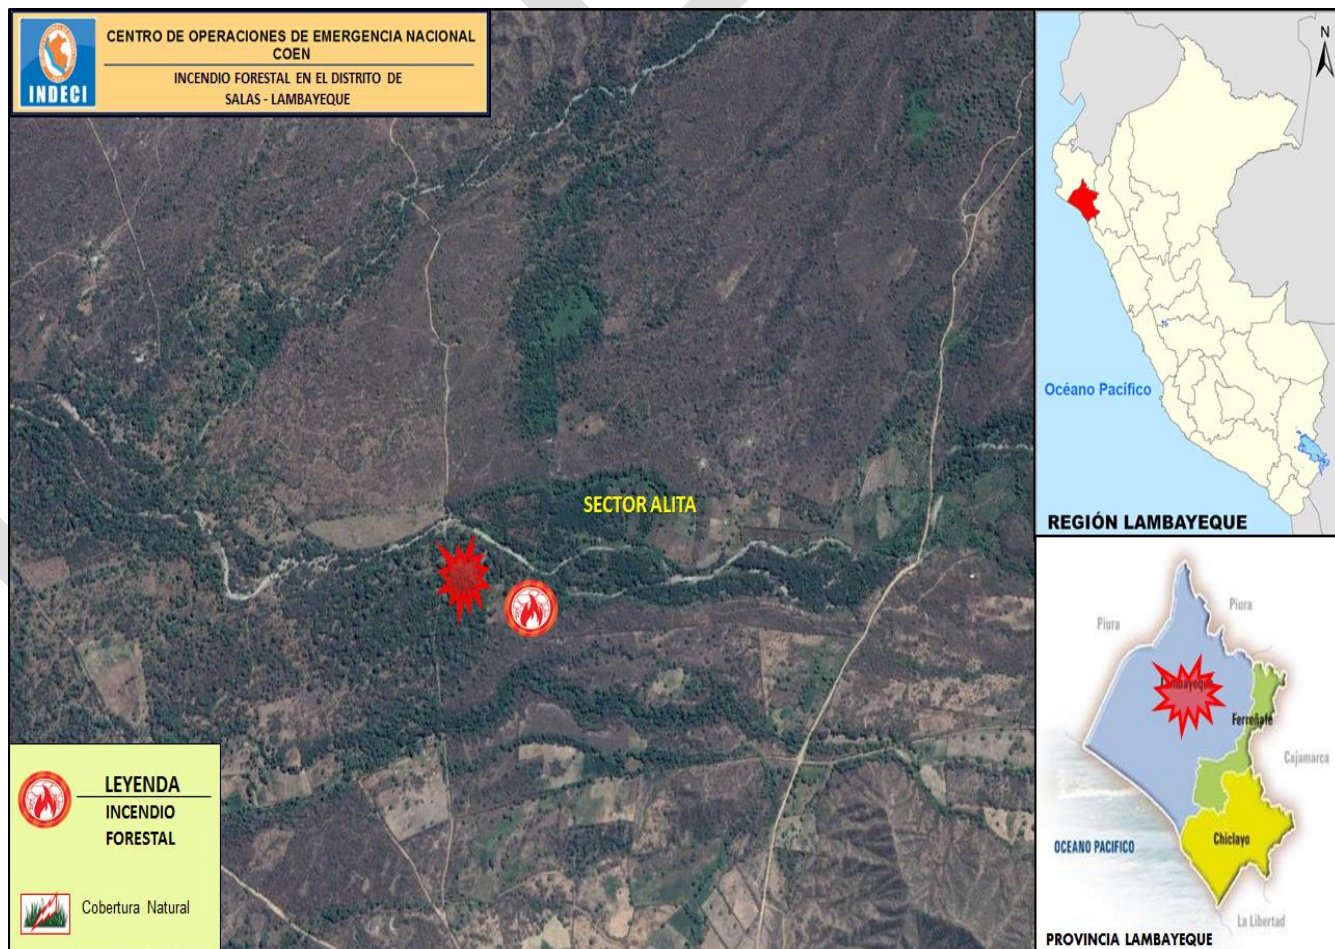 INDECI
CENTRO DE OPERACIONES DE EMERGENCIA NACIONAL
COEN
INCENDIO FORESTAL EN EL DISTRITO DE
SALAS - LAMBAYEQUE
SECTOR ALITA
LEYENDA
INCENDIO
FORESTAL
Cobertura Natural
N
Océano Pacífico
REGIÓN LAMBAYEQUE
Piura
Piura
Lambayeque
Ferreñafe
Cajamarca
Chiclayo
OCEANO PACIFICO
La Libertad
PROVINCIA LAMBAYEQUE